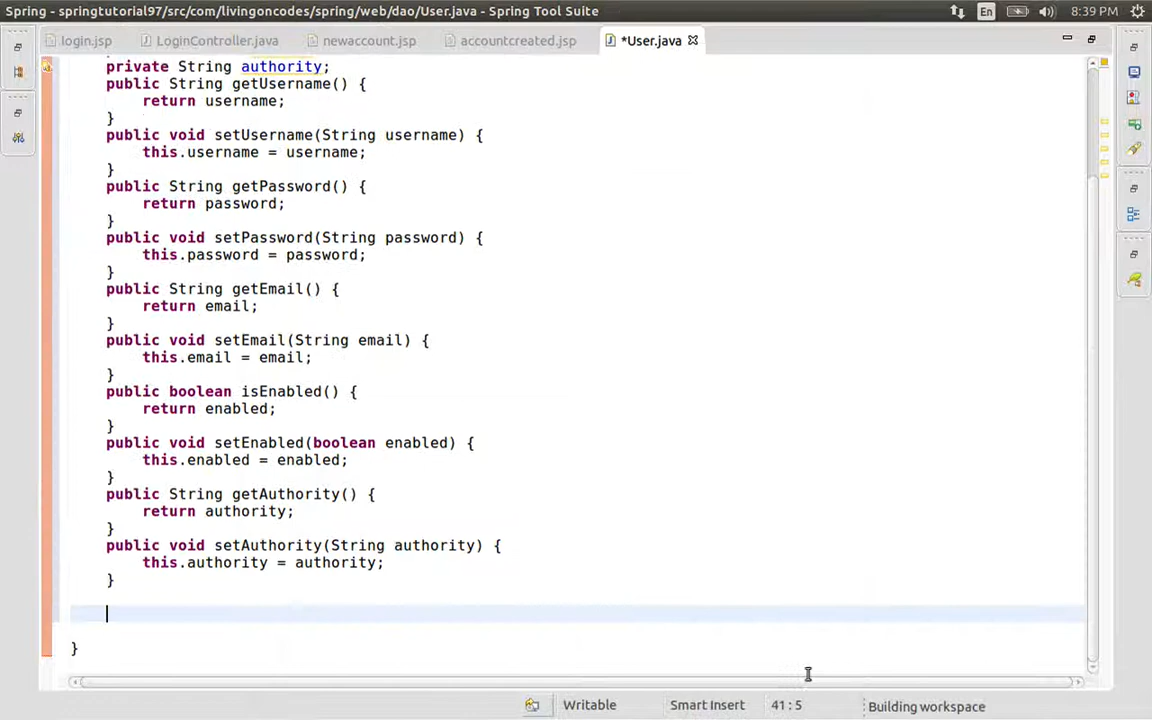 Spring - springtutorial97/src/com/livingoncodes/spring/web/dao/User.java - Spring Tool Suite
En
8:39 PM
login.jsp
LoginController.java
newaccount.jsp
accountcreated.jsp
*User.java
private String authority;
public String getUsername() {
return username;
}
public void setUsername(String username) {
this.username = username;
}
public String getPassword() {
return password;
}
public void setPassword(String password) {
this.password = password;
}
public String getEmail() {
return email;
}
public void setEmail(String email) {
this.email = email;
}
public boolean isEnabled() {
return enabled;
}
public void setEnabled(boolean enabled) {
this.enabled = enabled;
}
public String getAuthority() {
return authority;
}
public void setAuthority(String authority) {
this.authority = authority;
}
}
Writable
Smart Insert
41 : 5
Building workspace